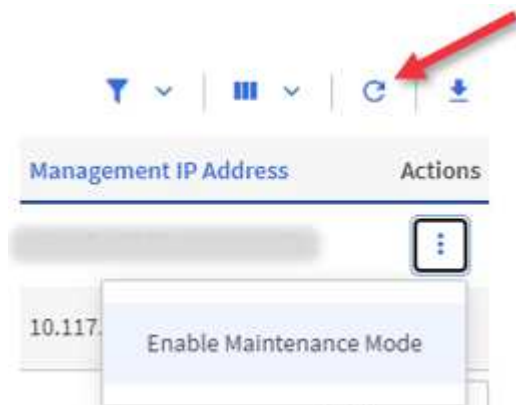 Management IP Address Actions
10.117.
Enable Maintenance Mode